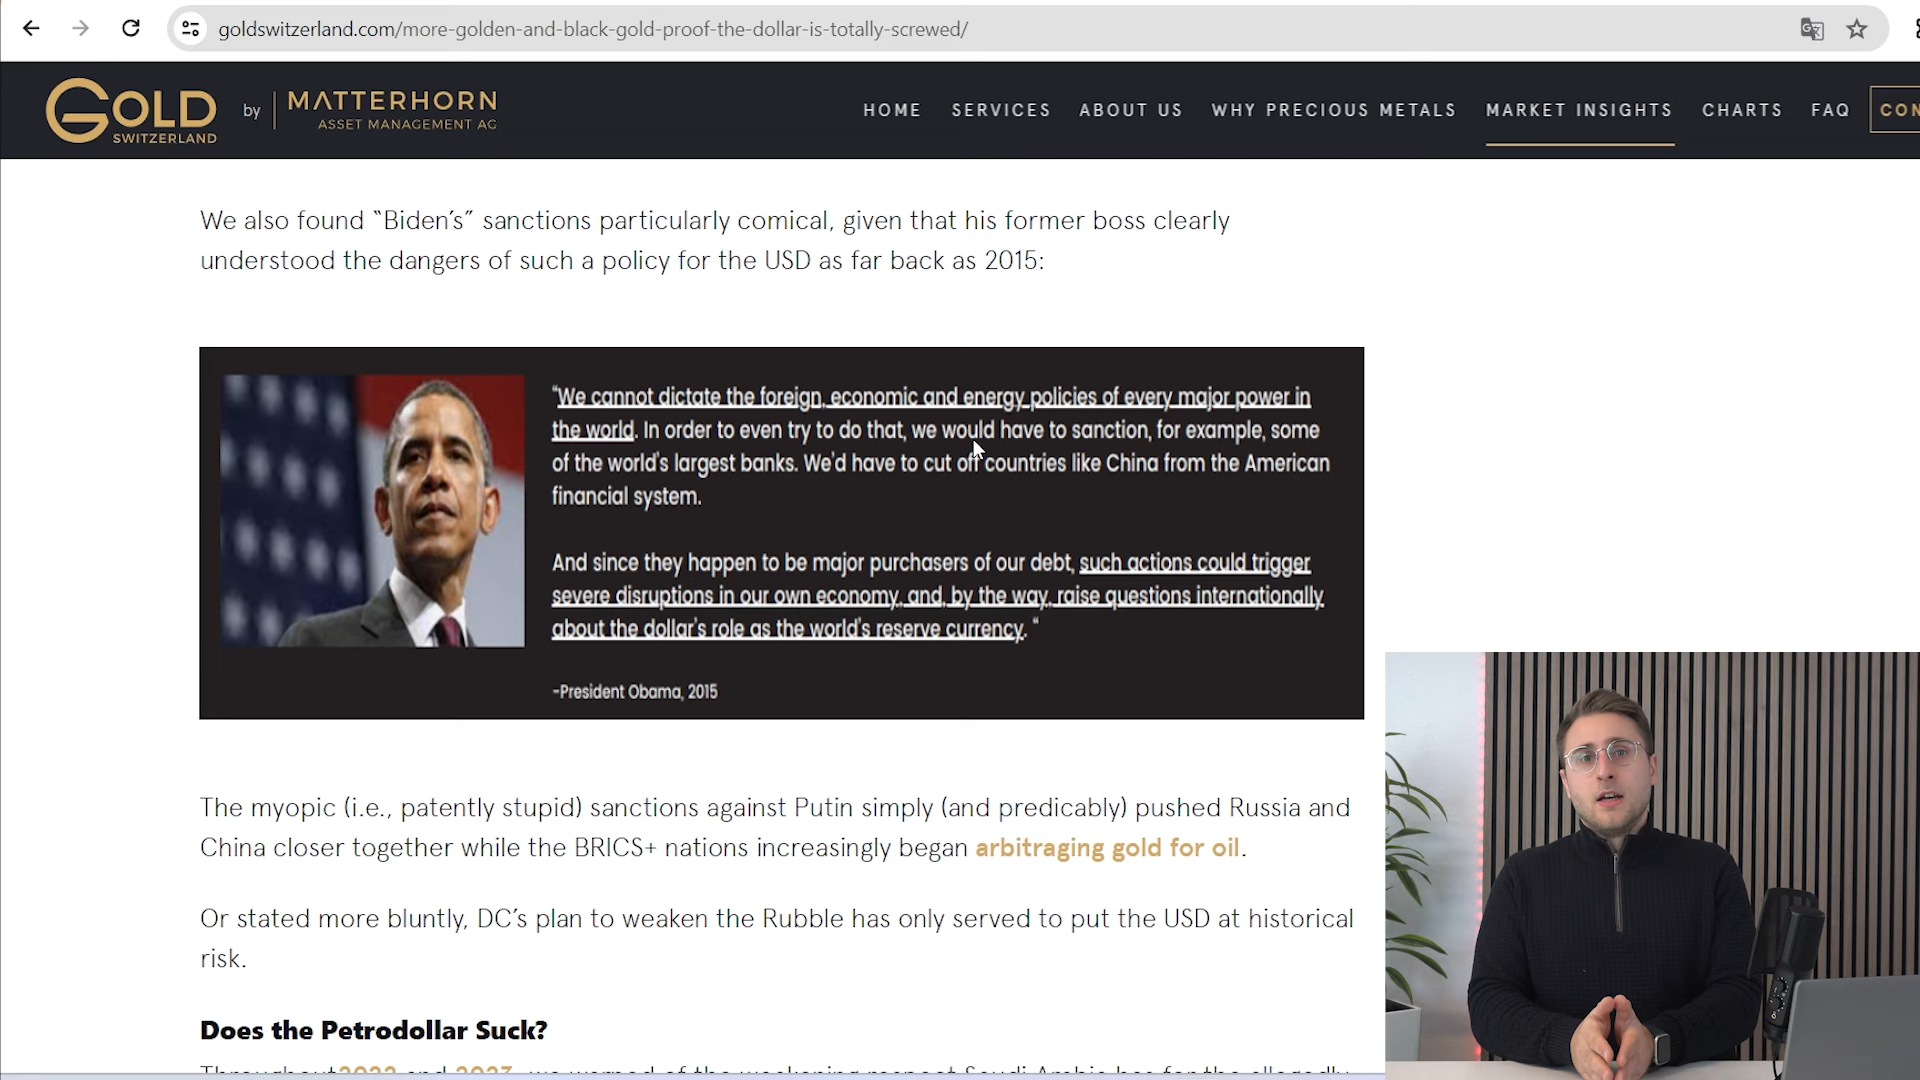 goldswitzerland.com/more-golden-and-black-gold-proof-the-dollar-is-totally-screwed/
GOLD SWITZERLAND by MATTERHORN ASSET MANAGEMENT AG
HOME SERVICES ABOUT US WHY PRECIOUS METALS MARKET INSIGHTS CHARTS FAQ
We also found “Biden’s” sanctions particularly comical, given that his former boss clearly
understood the dangers of such a policy for the USD as far back as 2015:
“We cannot dictate the foreign, economic and energy policies of every major power in
the world. In order to even try to do that, we would have to sanction, for example, some
of the world's largest banks. We'd have to cut off countries like China from the American
financial system.
And since they happen to be major purchasers of our debt, such actions could trigger
severe disruptions in our own economy, and, by the way, raise questions internationally
about the dollar's role as the world's reserve currency. “
-President Obama, 2015
The myopic (i.e., patently stupid) sanctions against Putin simply (and predicably) pushed Russia and
China closer together while the BRICS+ nations increasingly began arbitraging gold for oil.
Or stated more bluntly, DC’s plan to weaken the Rubble has only served to put the USD at historical
risk.
Does the Petrodollar Suck?